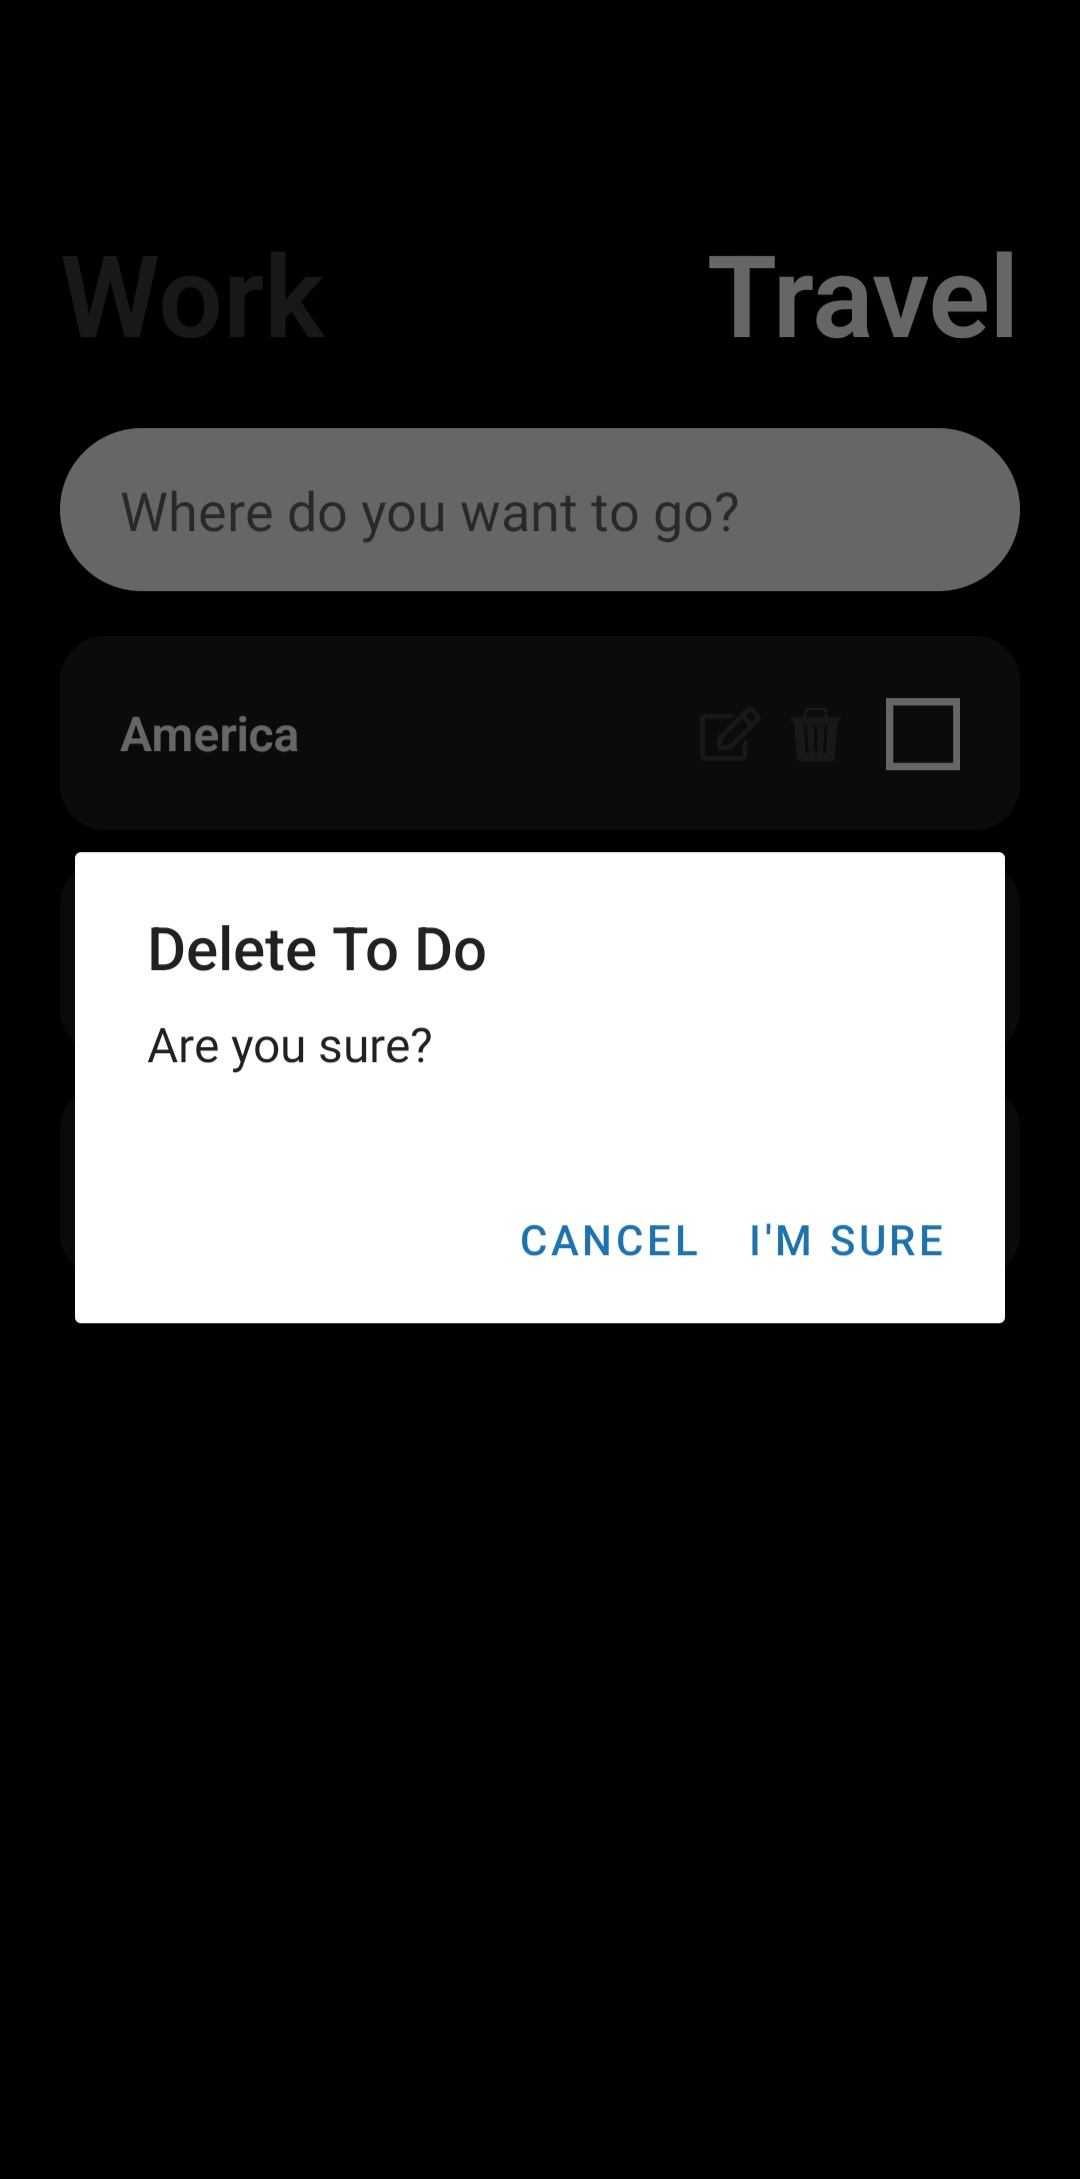 Work
Travel
Where do you want to go?
America
Delete To Do
Are you sure?
CANCEL
I'M SURE